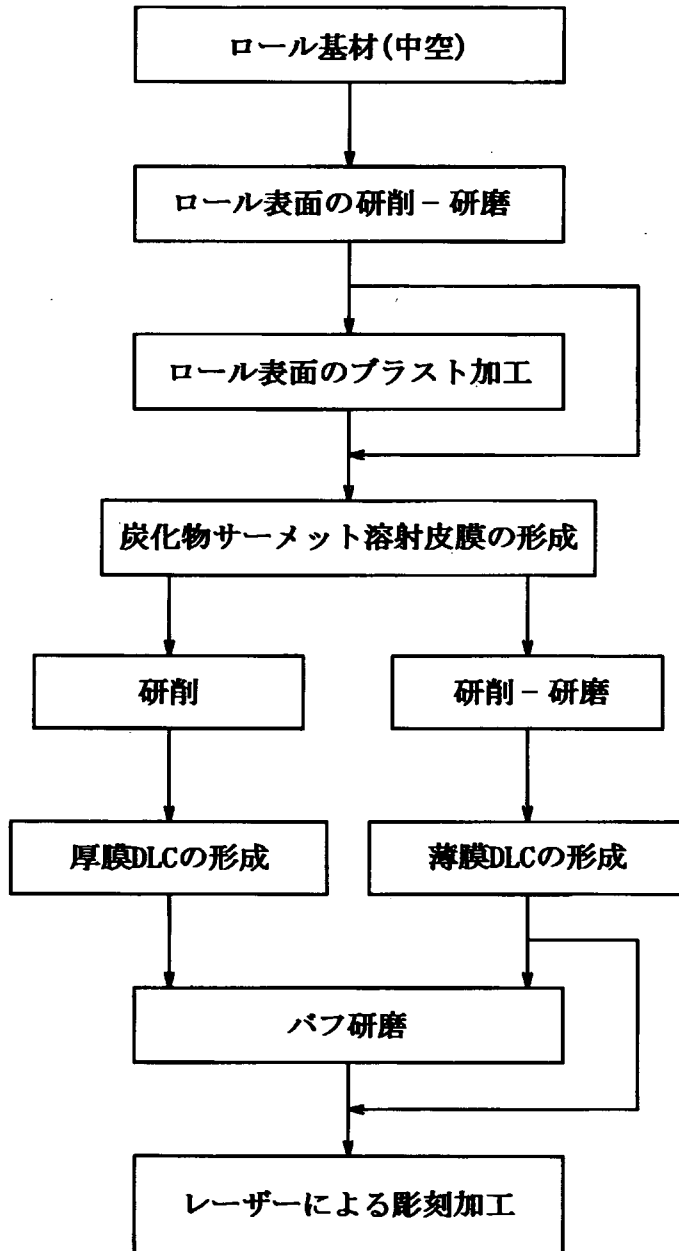 ロール基材(中空)
ロール表面の研削－研磨
ロール表面のブラスト加工
炭化物サーメット溶射皮膜の形成
研削
研削－研磨
厚膜DLCの形成
薄膜DLCの形成
バフ研磨
レーザーによる彫刻加工